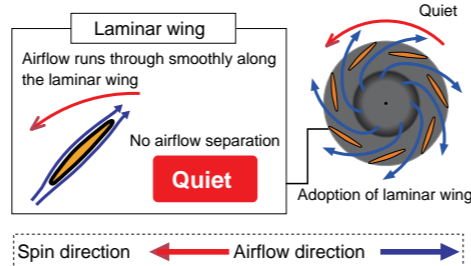 Laminar wing
Airflow runs through smoothly along
the laminar wing
No airflow separation
Quiet
Quiet
Adoption of laminar wing
Spin direction
Airflow direction